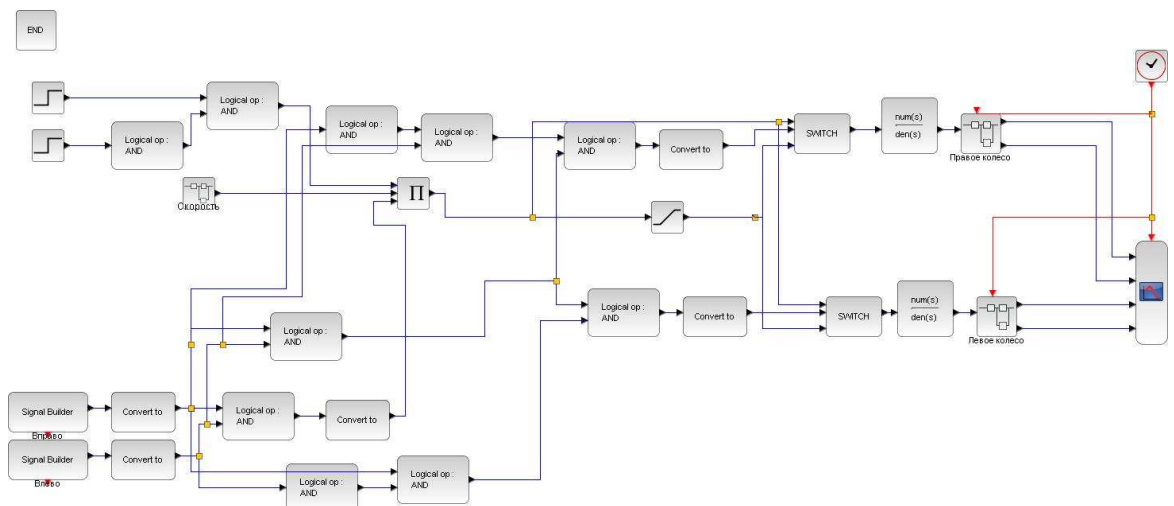 END
Logical op :
AND
Logical op :
AND
Logical op :
AND
Logical op :
AND
Logical op :
AND
Convert to
SWITCH
num(s)
den(s)
Правое колесо
Скорость
Π
Logical op :
AND
Logical op :
AND
Convert to
SWITCH
num(s)
den(s)
Левое колесо
Signal Builder
Convert to
Logical op :
AND
Convert to
Вправо
Signal Builder
Convert to
Влево
Logical op :
AND
Logical op :
AND